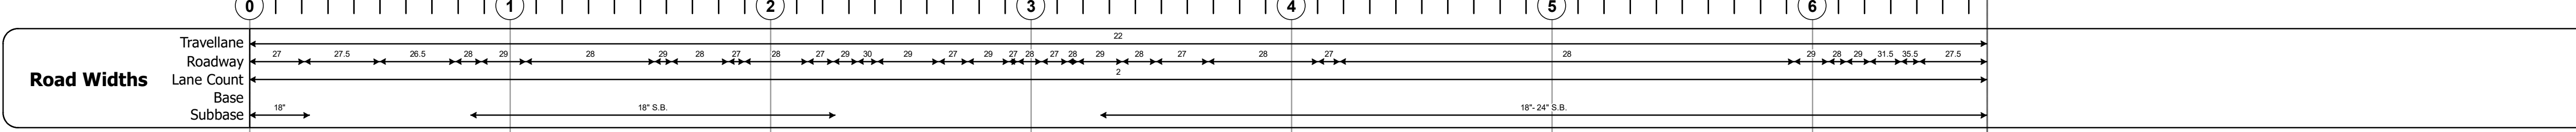 0 1 2 3 4 5 6
Road Widths
Travellane 22
Roadway 27 27.5 26.5 28 29 28 29 28 27 28 27 29 30 29 27 29 27 28 27 28 29 28 27 28 27 28 29 28 29 31.5 35.5 27.5
Lane Count 2
Base
Subbase 18" 18" S.B. 18"- 24" S.B.